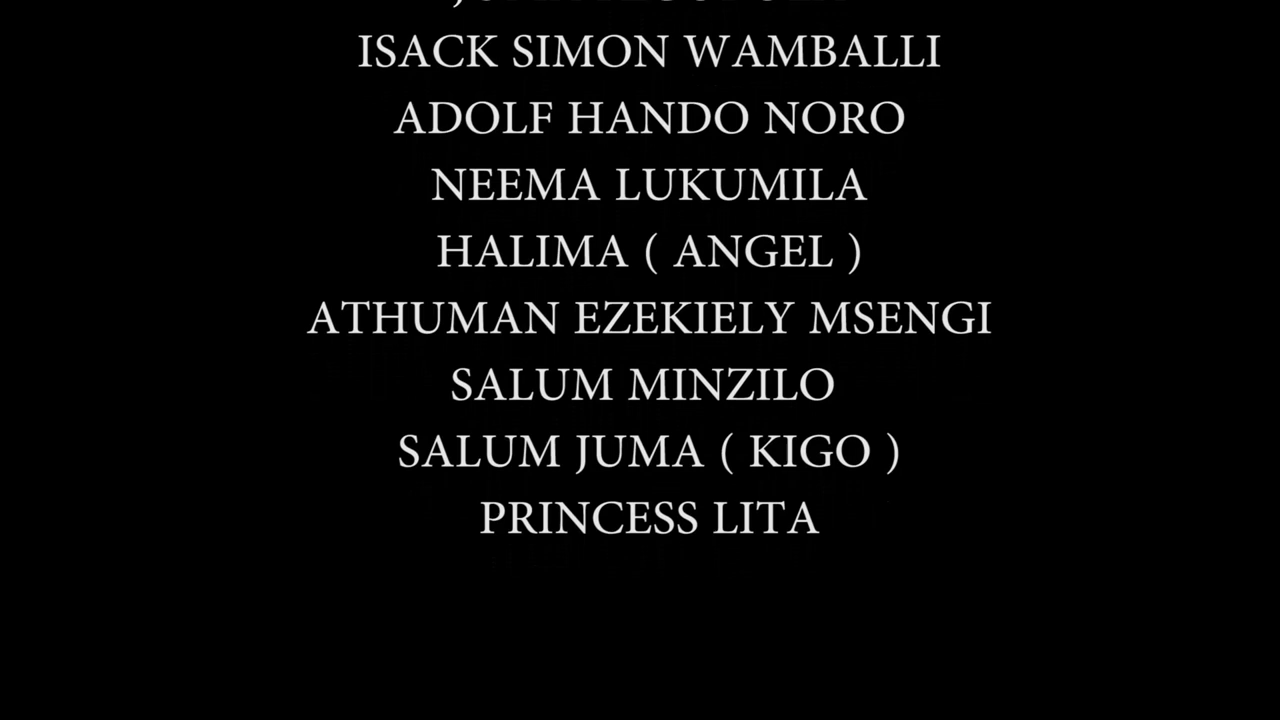 ISACK SIMON WAMBALLI
ADOLF HANDO NORO
NEEMA LUKUMILA
HALIMA ( ANGEL )
ATHUMAN EZEKIELY MSENGI
SALUM MINZILO
SALUM JUMA ( KIGO )
PRINCESS LITA